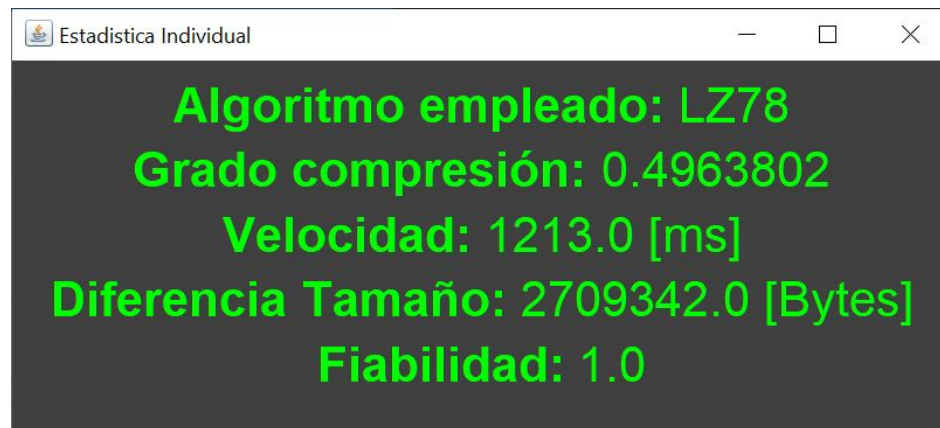 Estadistica Individual
Algoritmo empleado: LZ78
Grado compresión: 0.4963802
Velocidad: 1213.0 [ms]
Diferencia Tamaño: 2709342.0 [Bytes]
Fiabilidad: 1.0